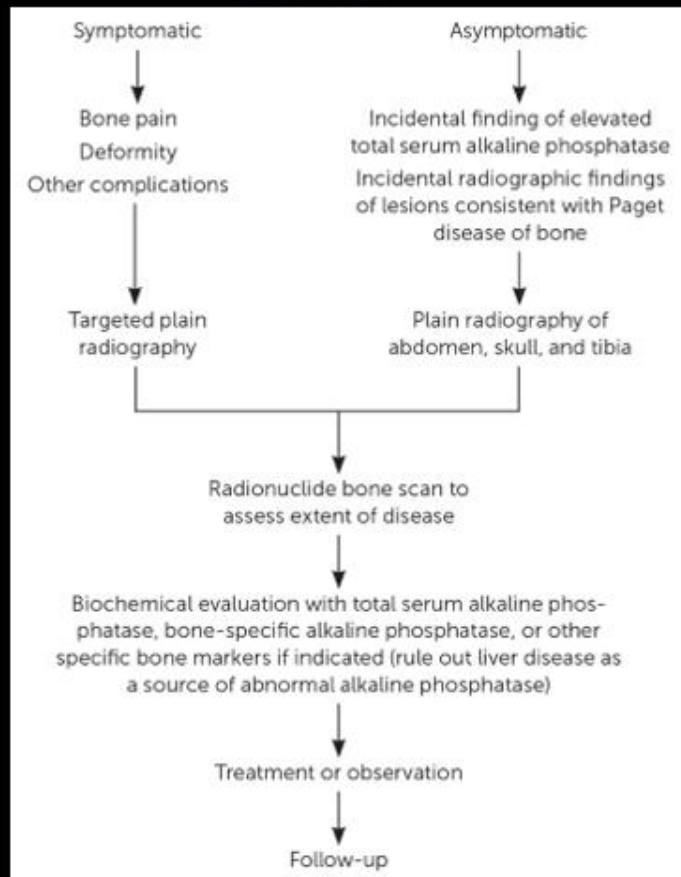 Symptomatic
Asymptomatic
Bone pain
Deformity
Other complications
Incidental finding of elevated
total serum alkaline phosphatase
Incidental radiographic findings
of lesions consistent with Paget
disease of bone
Targeted plain
radiography
Plain radiography of
abdomen, skull, and tibia
Radionuclide bone scan to
assess extent of disease
Biochemical evaluation with total serum alkaline phos-
phatase, bone-specific alkaline phosphatase, or other
specific bone markers if indicated (rule out liver disease as
a source of abnormal alkaline phosphatase)
Treatment or observation
Follow-up